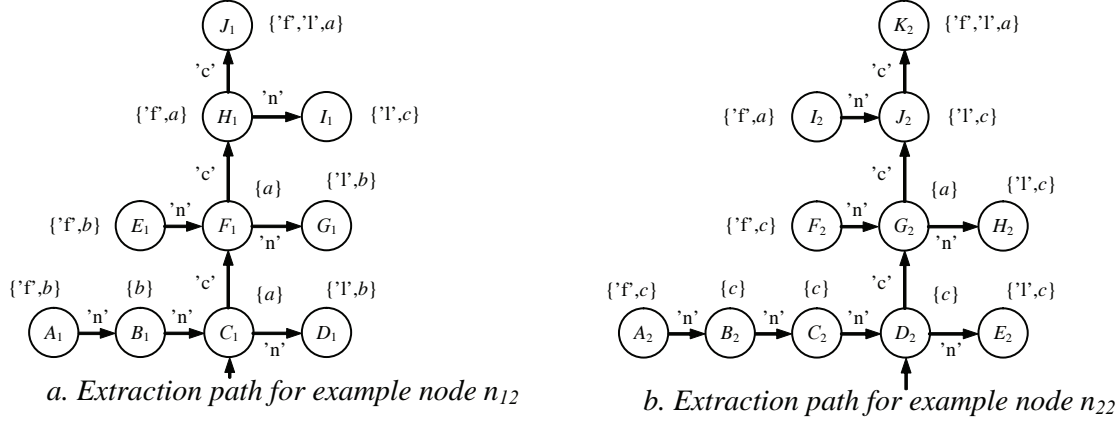 J1 {'f','l',a} K2 {'f','l',a}
'c' 'c'
{'f',a} H1 'n' I1 {'l',c} {'f',a} I2 'n' J2 {'l',c}
'c' {a} {'l',b} 'c' {a} {'l',c}
{'f',b} E1 'n' F1 'n' G1 {'f',c} F2 'n' G2 'n' H2
{'f',b} {b} 'c' {a} {'l',b} {'f',c} {c} {c} 'c' {c} {'l',c}
A1 'n' B1 'n' C1 'n' D1 A2 'n' B2 'n' C2 'n' D2 'n' E2
a. Extraction path for example node n12 b. Extraction path for example node n22